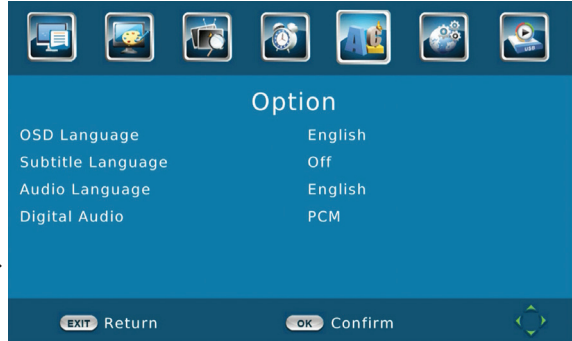 Option
OSD Language English
Subtitle Language Off
Audio Language English
Digital Audio PCM
EXIT Return OK Confirm